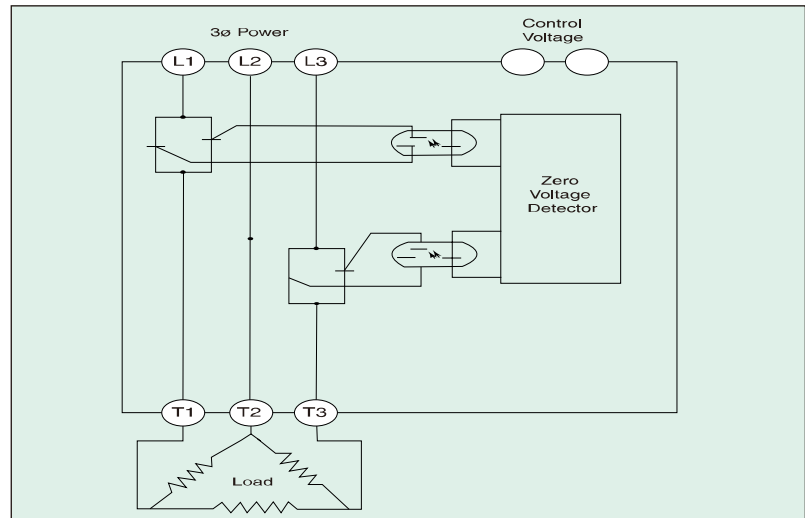 3ø Power
Control
Voltage
L1 L2 L3
Zero
Voltage
Detector
T1 T2 T3
Load